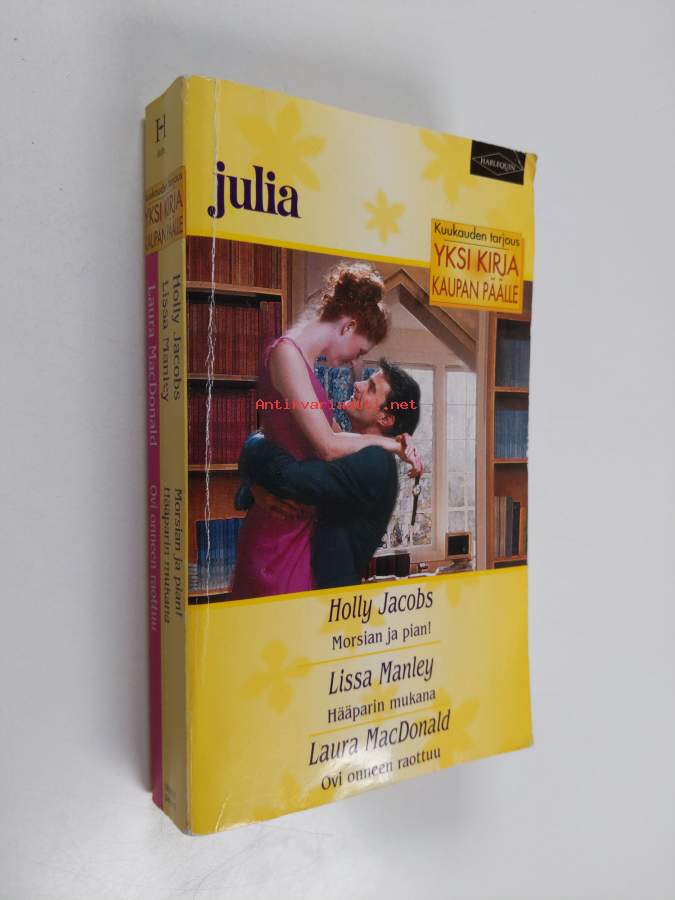 julia
HARLEQUIN
Kuukauden tarjous
YKSI KIRJA
KAUPAN PÄÄLLE
Holly Jacobs
Morsian ja pian!
Lissa Manley
Hääparin mukana
Laura MacDonald
Ovi onneen raottuu
H
Kuukauden tarjous
YKSI KIRJA
KAUPAN PÄÄLLE
Holly Jacobs Morsian ja pian!
Lissa Manley Hääparin mukana
Laura MacDonald Ovi onneen raottuu
Antikvariaatti.net